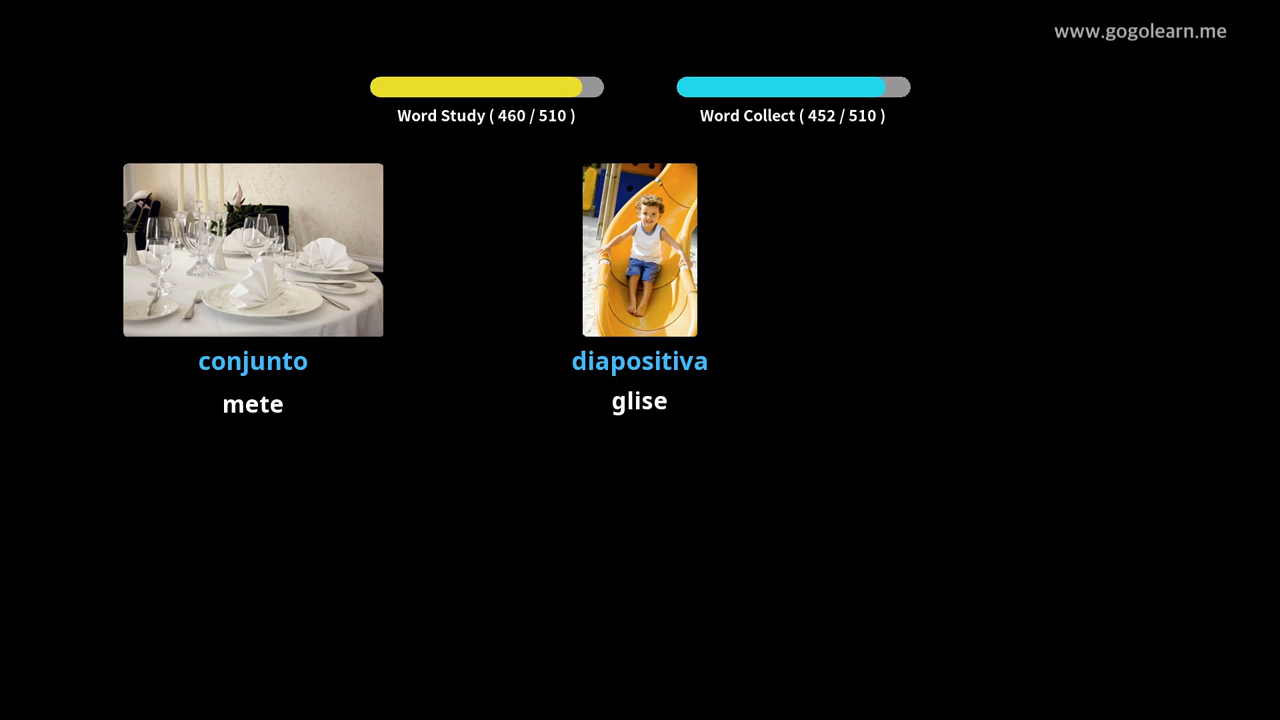 www.gogolearn.me
Word Study ( 460 / 510 )
Word Collect ( 452 / 510 )
conjunto
mete
diapositiva
glise